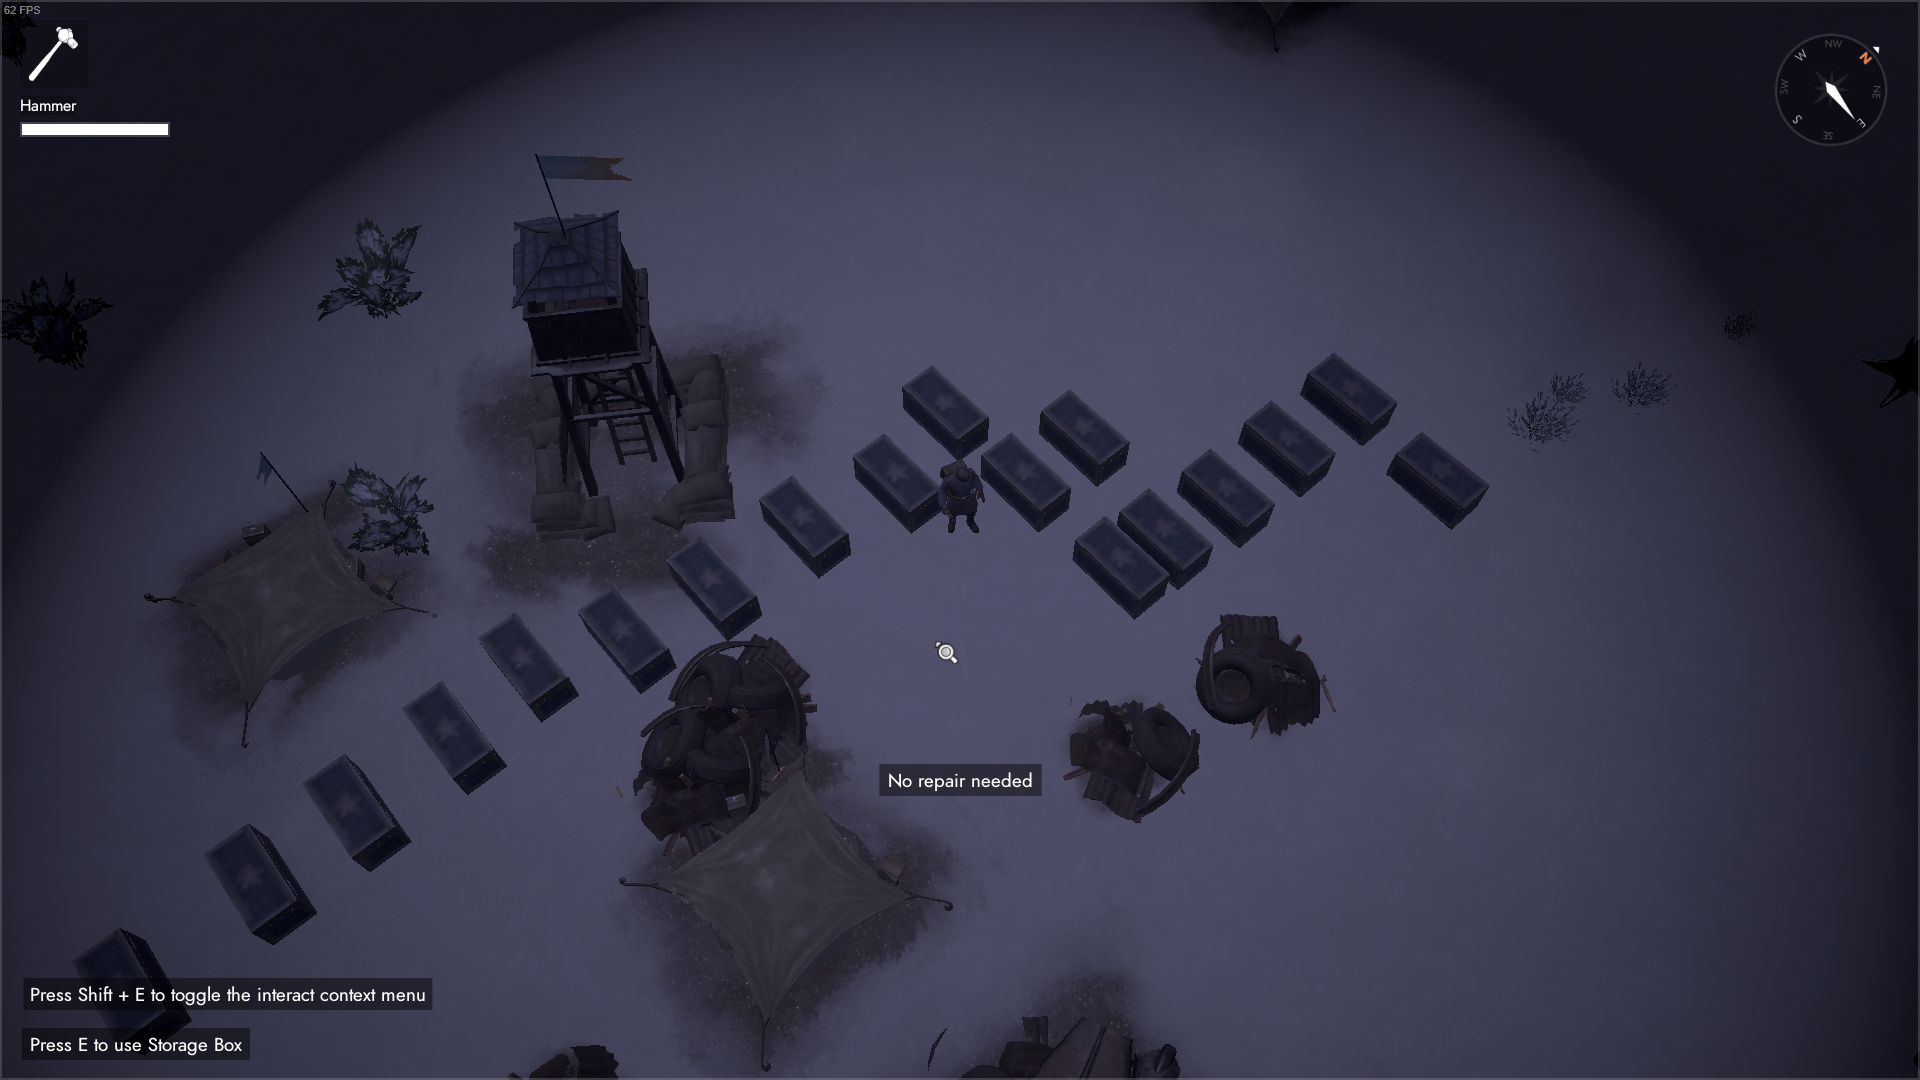 62 FPS
Hammer
NW
N
W
NE
SW
E
S
SE
No repair needed
Press Shift + E to toggle the interact context menu
Press E to use Storage Box